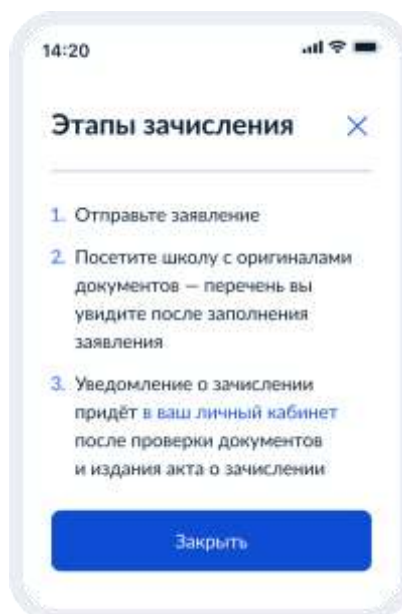 14:20
Этапы зачисления
1. Отправьте заявление
2. Посетите школу с оригиналами
документов — перечень вы
увидите после заполнения
заявления
3. Уведомление о зачислении
придёт в ваш личный кабинет
после проверки документов
и издания акта о зачислении
Закрыть